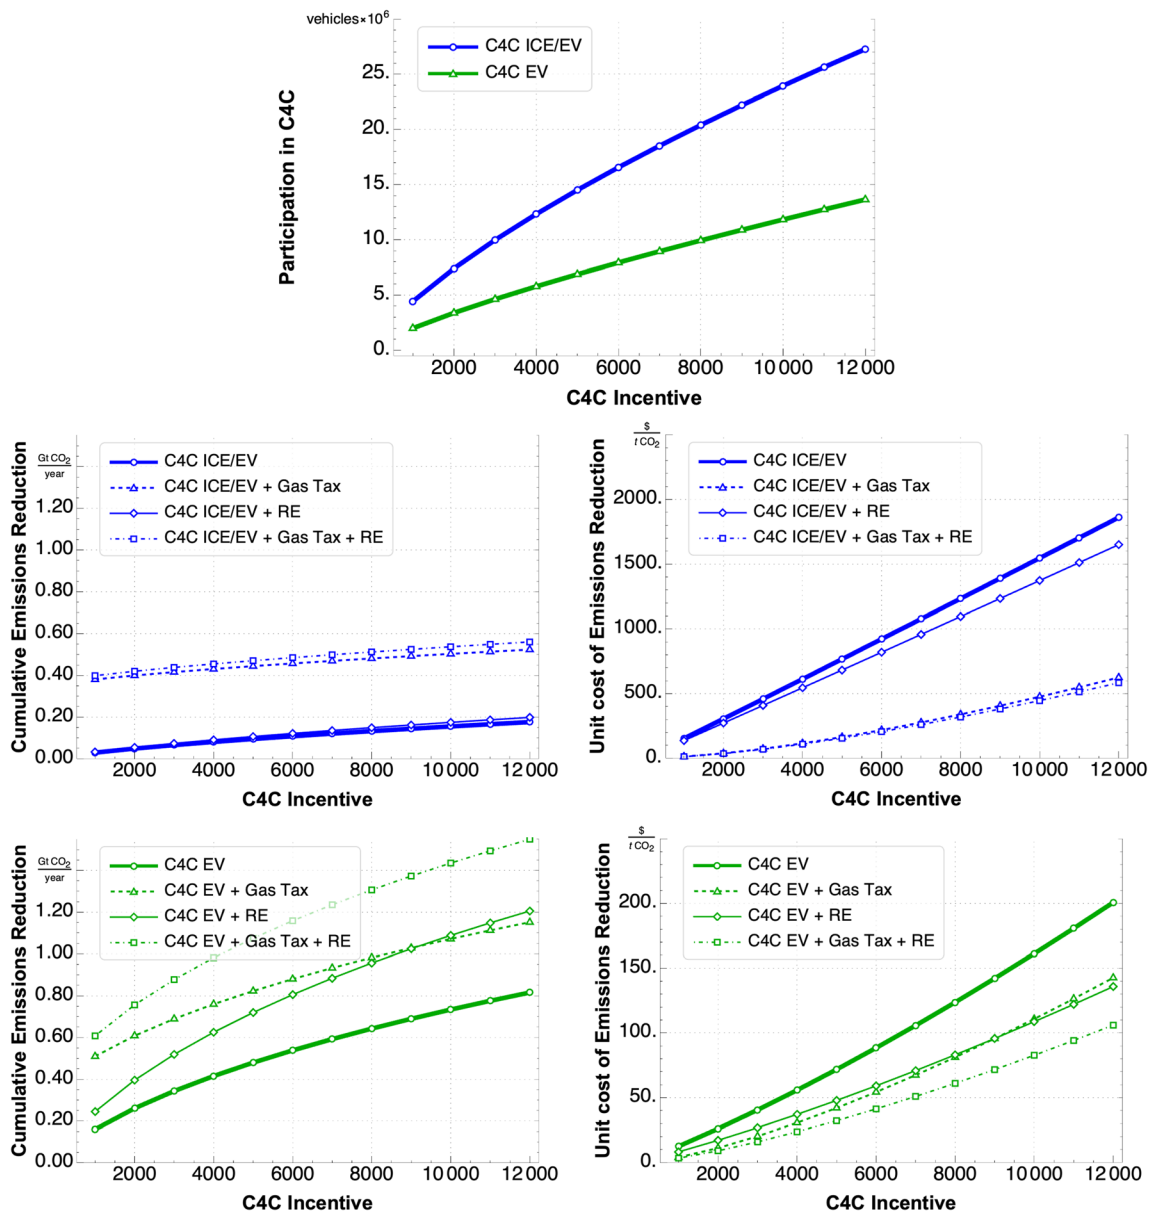 vehicles×10⁶
C4C ICE/EV
C4C EV
Participation in C4C
25.
20.
15.
10.
5.
0.
2000 4000 6000 8000 10 000 12 000
C4C Incentive
Gt CO₂
year
C4C ICE/EV
C4C ICE/EV + Gas Tax
C4C ICE/EV + RE
C4C ICE/EV + Gas Tax + RE
Cumulative Emissions Reduction
1.20
1.00
0.80
0.60
0.40
0.20
0.00
2000 4000 6000 8000 10 000 12 000
C4C Incentive
$
t CO₂
C4C ICE/EV
C4C ICE/EV + Gas Tax
C4C ICE/EV + RE
C4C ICE/EV + Gas Tax + RE
Unit cost of Emissions Reduction
2000.
1500.
1000.
500.
0.
2000 4000 6000 8000 10 000 12 000
C4C Incentive
Gt CO₂
year
C4C EV
C4C EV + Gas Tax
C4C EV + RE
C4C EV + Gas Tax + RE
Cumulative Emissions Reduction
1.20
1.00
0.80
0.60
0.40
0.20
0.00
2000 4000 6000 8000 10 000 12 000
C4C Incentive
$
t CO₂
C4C EV
C4C EV + Gas Tax
C4C EV + RE
C4C EV + Gas Tax + RE
Unit cost of Emissions Reduction
200.
150.
100.
50.
0.
2000 4000 6000 8000 10 000 12 000
C4C Incentive